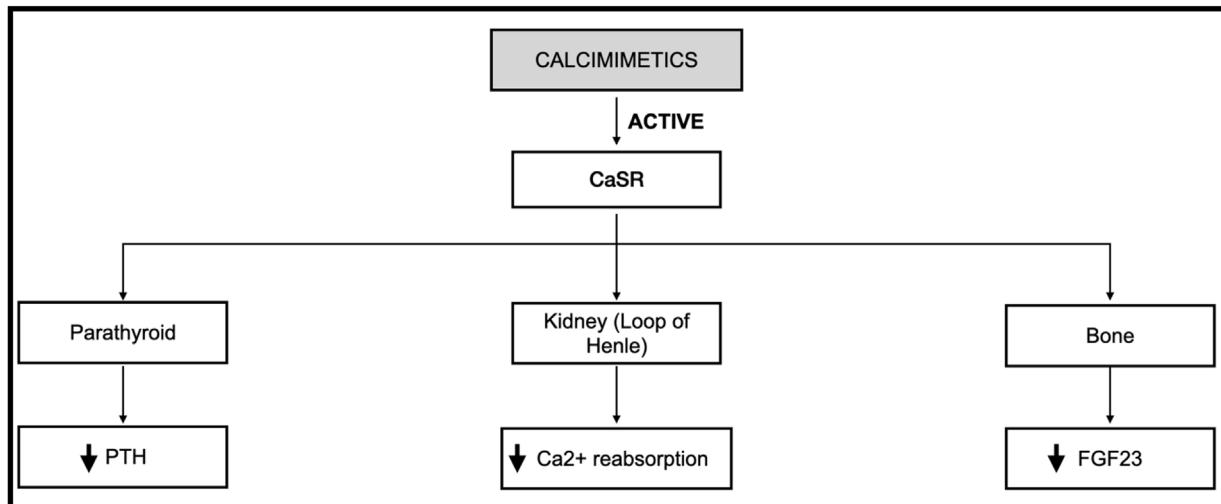 CALCIMIMETICS
ACTIVE
CaSR
Parathyroid
Kidney (Loop of
Henle)
Bone
PTH
Ca2+ reabsorption
FGF23